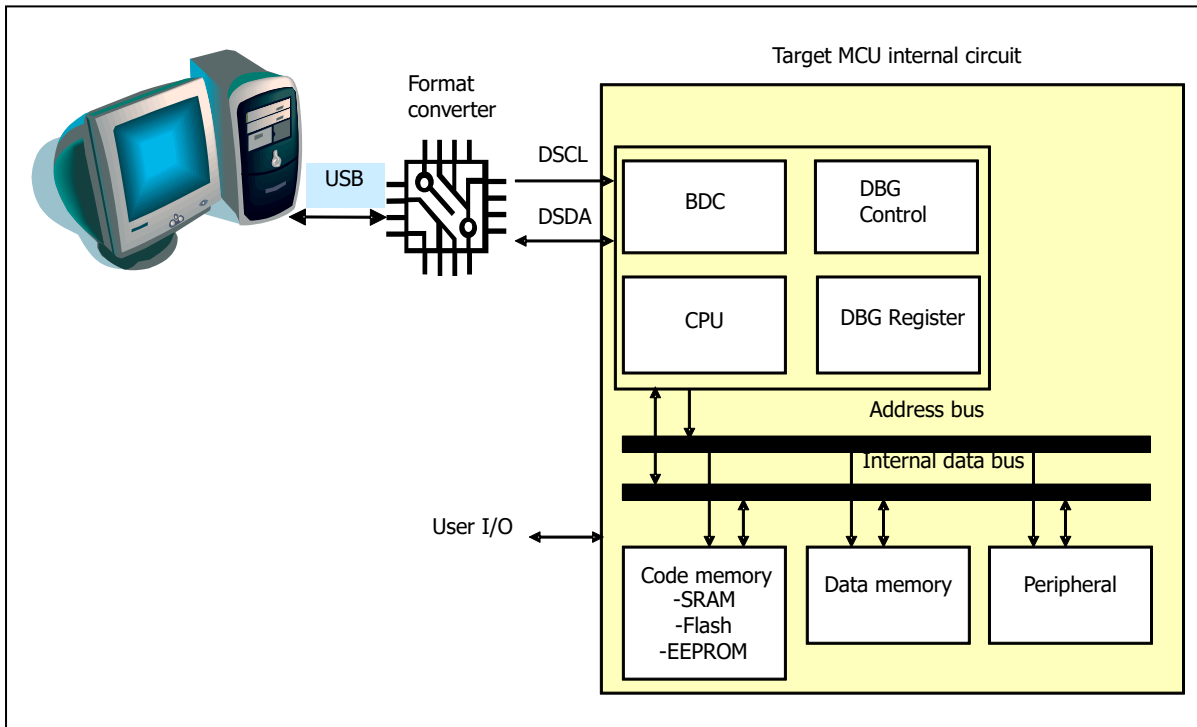 Target MCU internal circuit
Format
converter
USB
DSCL
DSDA
BDC
DBG
Control
CPU
DBG Register
Address bus
Internal data bus
User I/O
Code memory
-SRAM
-Flash
-EEPROM
Data memory
Peripheral